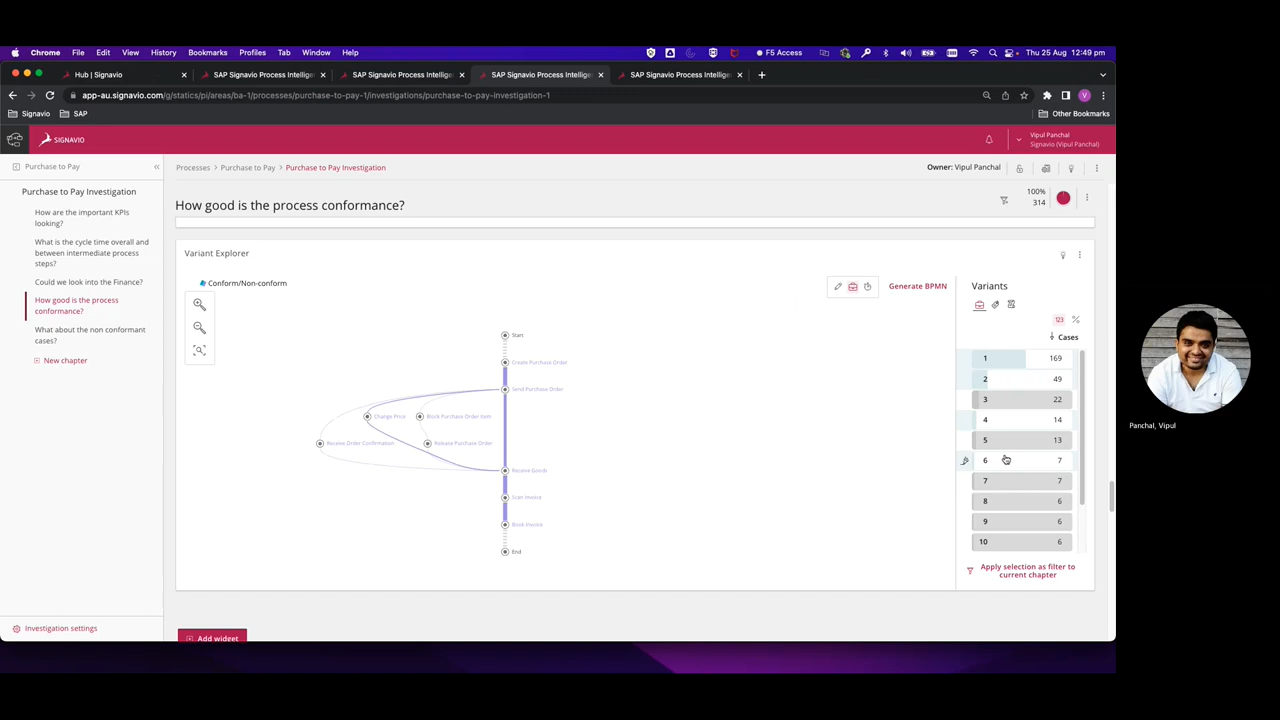 Chrome File Edit View History Bookmarks Profiles Tab Window Help
F5 Access
Thu 25 Aug 12:49 pm
Hub | Signavio
SAP Signavio Process Intelligen
SAP Signavio Process Intellige
SAP Signavio Process Intellige
SAP Signavio Process Intellige
app-au.signavio.com/g/statics/pi/areas/ba-1/processes/purchase-to-pay-1/investigations/purchase-to-pay-investigation-1
V
Signavio
SAP
Other Bookmarks
SIGNAVIO
Vipul Panchal
Signavio (Vipul Panchal)
Purchase to Pay
Processes > Purchase to Pay > Purchase to Pay Investigation
Owner: Vipul Panchal
Purchase to Pay Investigation
How are the important KPIs
looking?
What is the cycle time overall and
between intermediate process
steps?
Could we look into the Finance?
How good is the process
conformance?
What about the non conformant
cases?
New chapter
Investigation settings
How good is the process conformance?
100%
314
Variant Explorer
Conform/Non-conform
Generate BPMN
Start
Create Purchase Order
Send Purchase Order
Change Price
Block Purchase Order Item
Receive Order Confirmation
Release Purchase Order
Receive Goods
Scan Invoice
Book Invoice
End
Variants
123 %
Cases
1 169
2 49
3 22
4 14
5 13
6 7
7 7
8 6
9 6
10 6
Apply selection as filter to
current chapter
Add widget
Panchal, Vipul